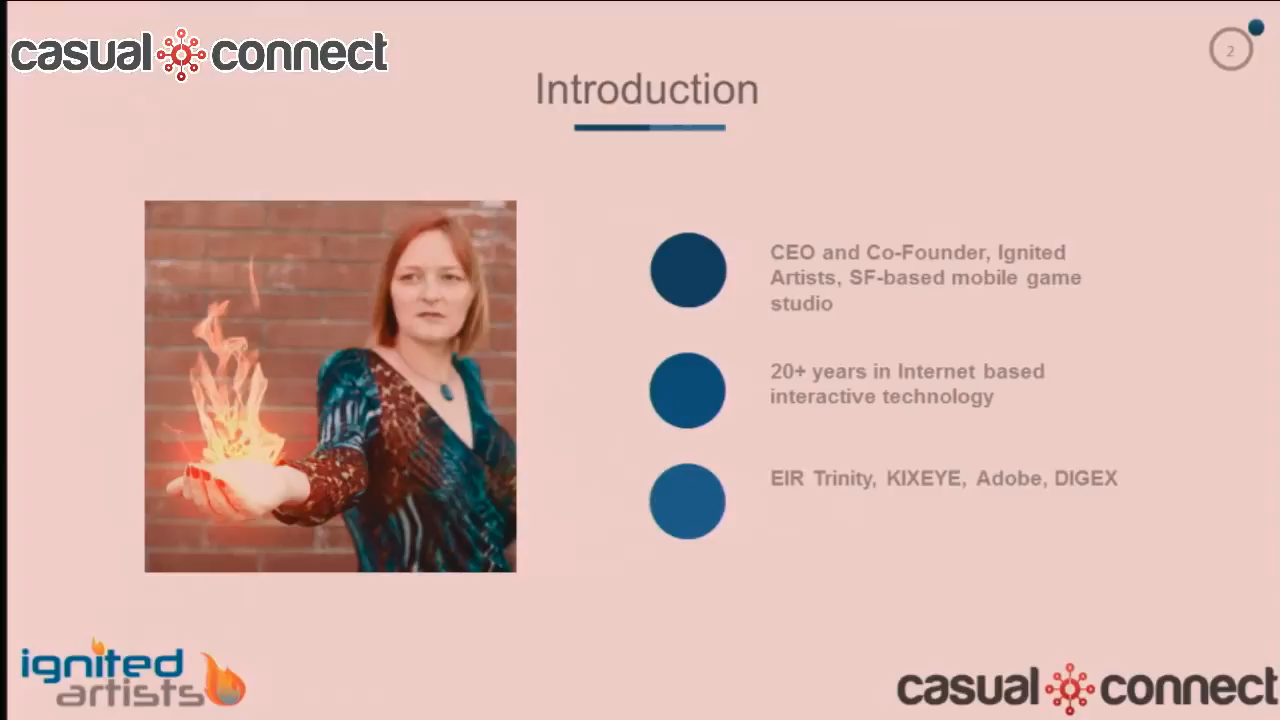 casual connect
2
Introduction
CEO and Co-Founder, Ignited
Artists, SF-based mobile game
studio
20+ years in Internet based
interactive technology
EIR Trinity, KIXEYE, Adobe, DIGEX
ignited
artists
casual connect